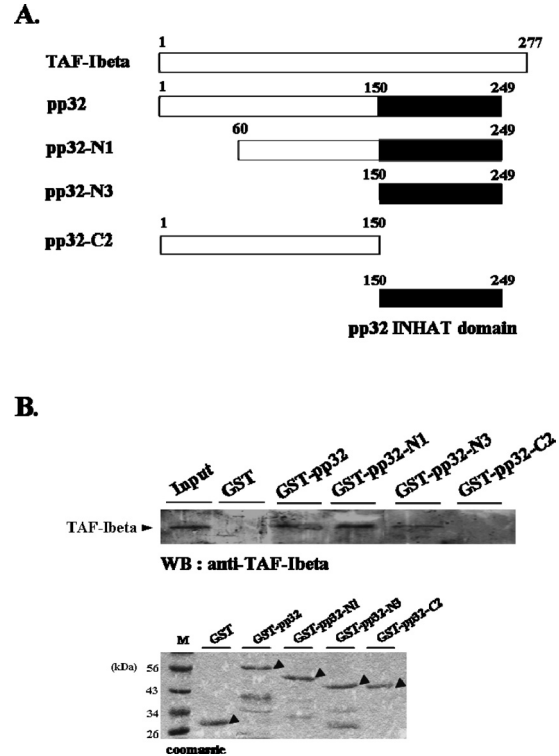 A.
TAF-Ibeta
1 277
pp32
1 150 249
pp32-N1
60 249
pp32-N3
150 249
pp32-C2
1 150
150 249
pp32 INHAT domain
B.
Input GST GST-pp32 GST-pp32-N1 GST-pp32-N3 GST-pp32-C2
TAF-Ibeta
WB : anti-TAF-Ibeta
M GST GST-pp32 GST-pp32-N1 GST-pp32-N3 GST-pp32-C2
(kDa) 56
43
34
26
coomassie